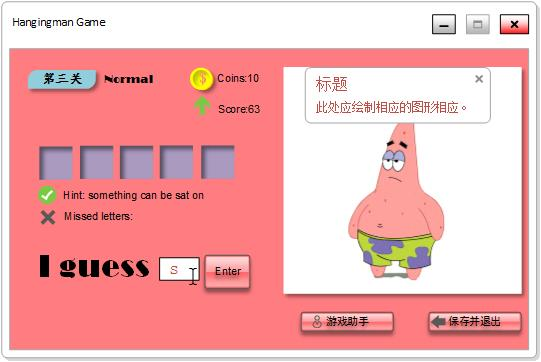 Hangingman Game
第三关 Normal
Coins:10
Score:63
标题
此处应绘制相应的图形相应。
Hint: something can be sat on
Missed letters:
I guess
S
Enter
游戏助手
保存并退出